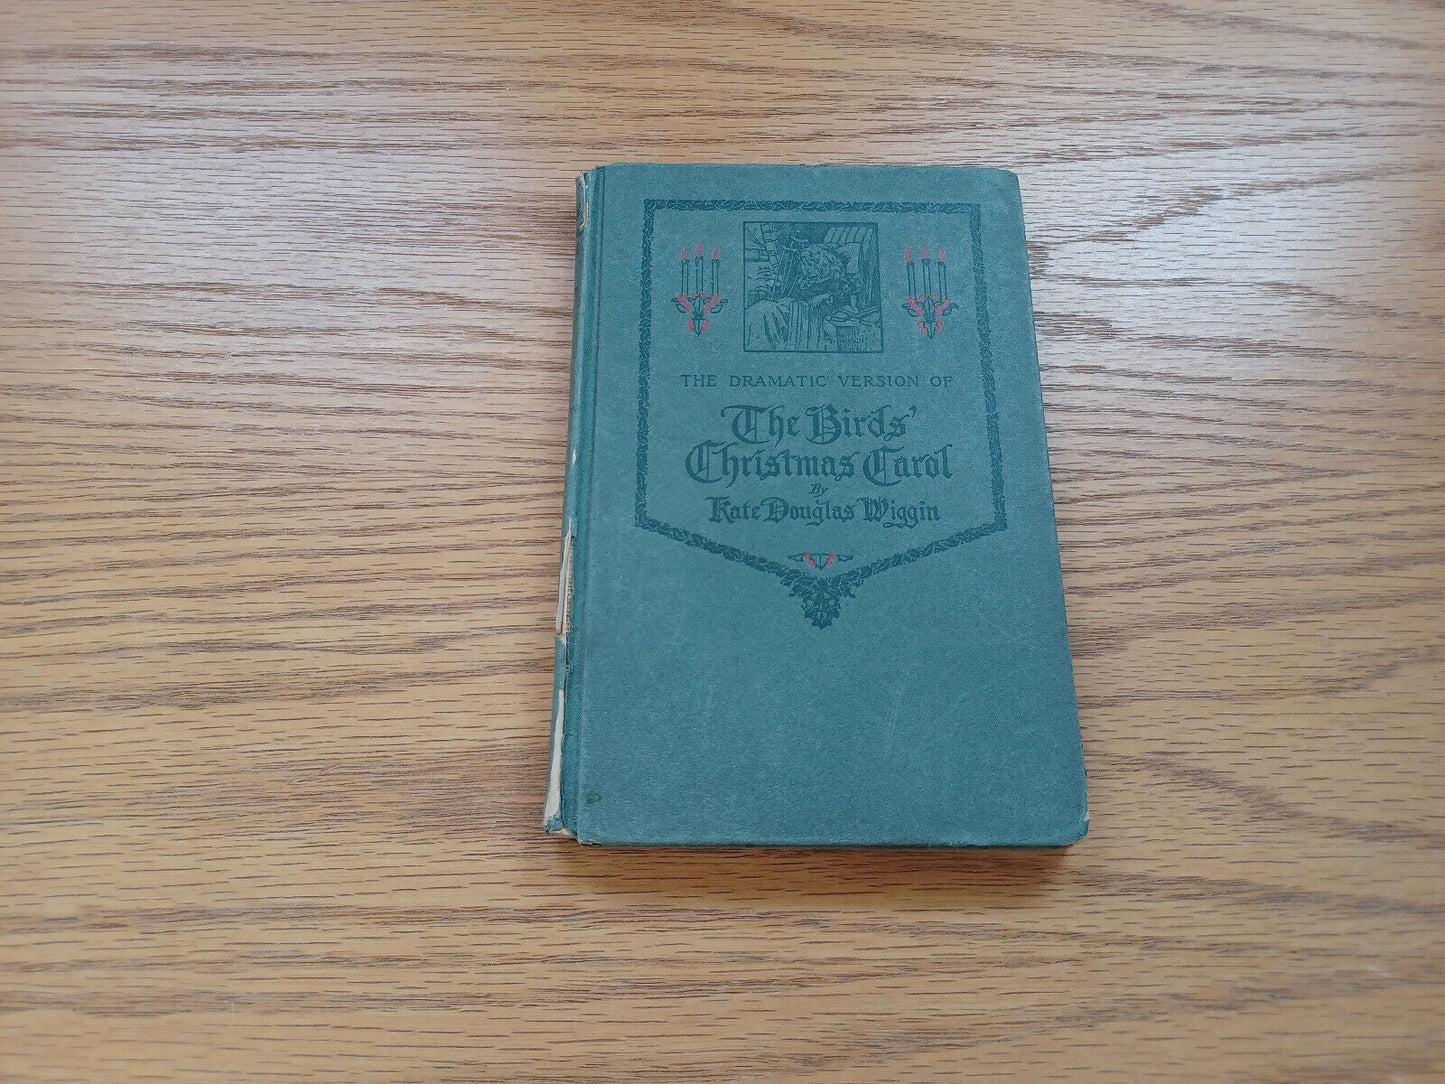 THE DRAMATIC VERSION OF
The Birds'
Christmas Carol
By
Kate Douglas Wiggin